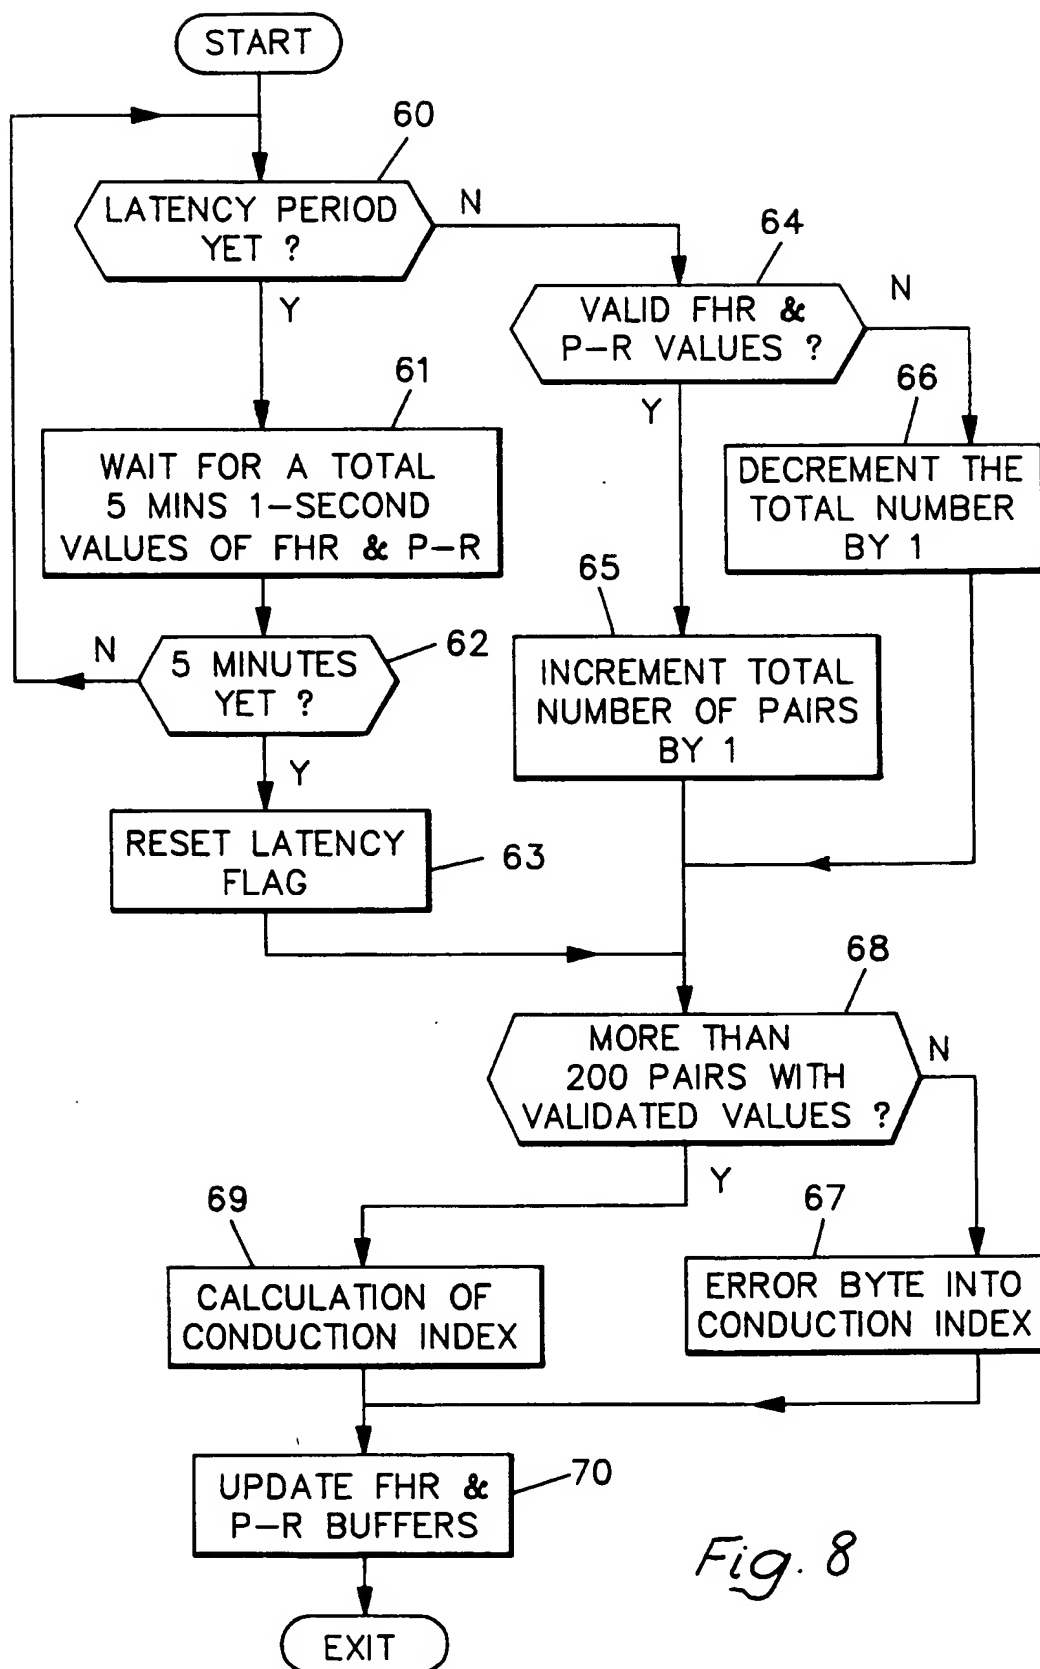 START
60
LATENCY PERIOD
YET ?
N
Y
64
VALID FHR &
P-R VALUES ?
N
Y
61
WAIT FOR A TOTAL
5 MINS 1-SECOND
VALUES OF FHR & P-R
66
DECREMENT THE
TOTAL NUMBER
BY 1
65
INCREMENT TOTAL
NUMBER OF PAIRS
BY 1
N
5 MINUTES
YET ?
62
Y
RESET LATENCY
FLAG
63
68
MORE THAN
200 PAIRS WITH
VALIDATED VALUES ?
N
Y
69
CALCULATION OF
CONDUCTION INDEX
67
ERROR BYTE INTO
CONDUCTION INDEX
UPDATE FHR &
P-R BUFFERS
70
EXIT
Fig. 8